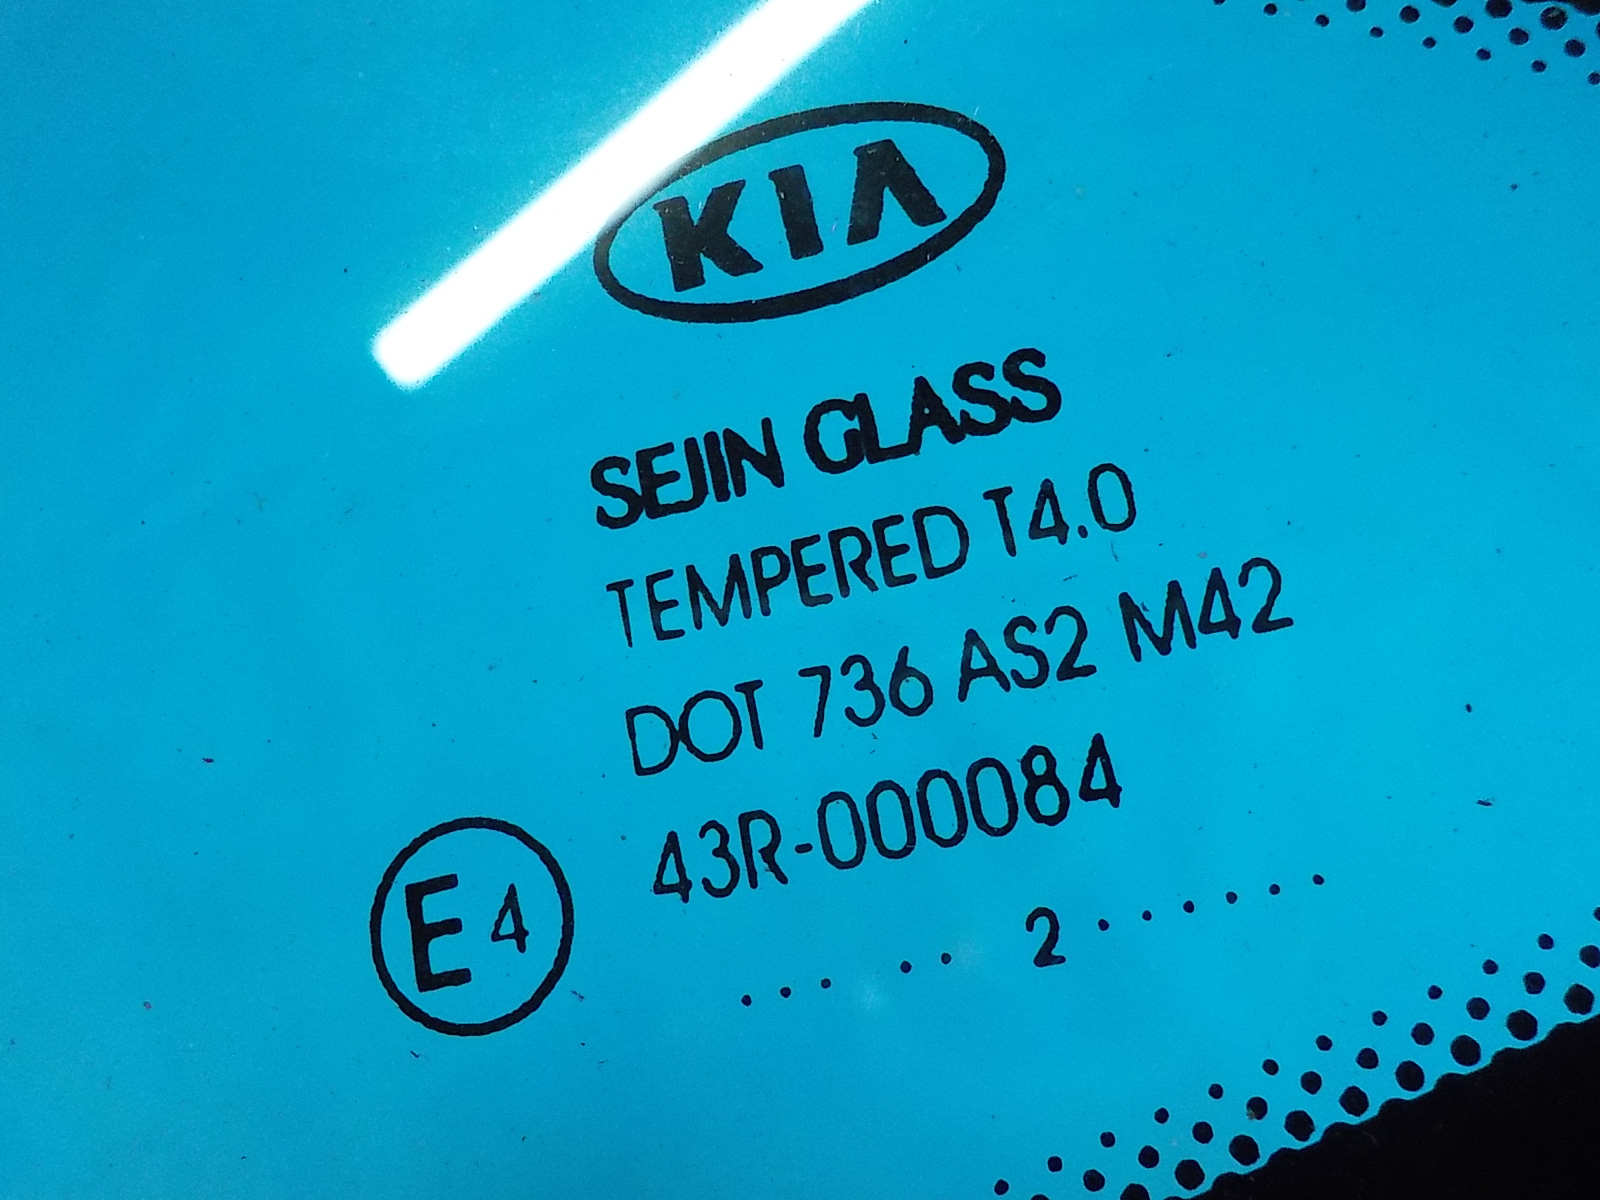 KIA
SEJIN GLASS
TEMPERED T4.0
DOT 736 AS2 M42
43R-000084
E4
... .. 2 ......